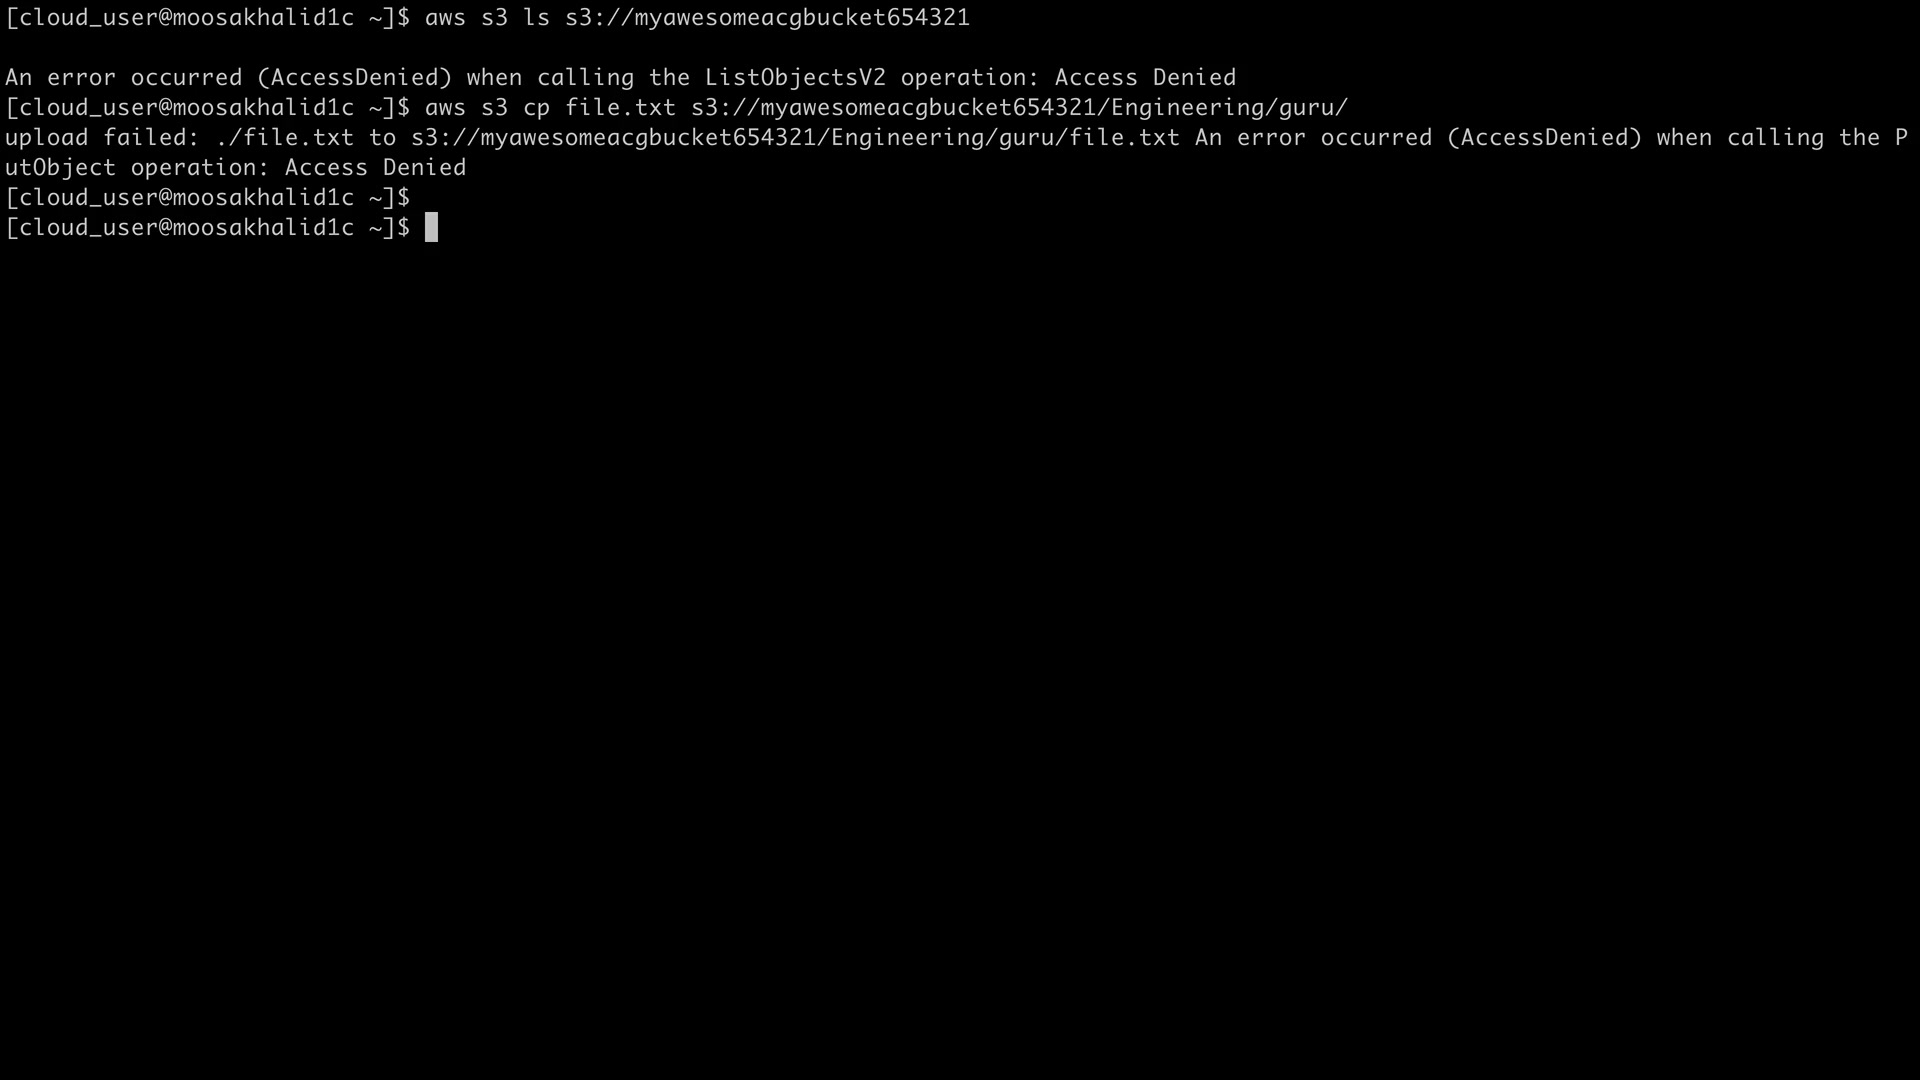 [cloud_user@moosakhalid1c ~]$ aws s3 ls s3://myawesomeacgbucket654321
An error occurred (AccessDenied) when calling the ListObjectsV2 operation: Access Denied
[cloud_user@moosakhalid1c ~]$ aws s3 cp file.txt s3://myawesomeacgbucket654321/Engineering/guru/
upload failed: ./file.txt to s3://myawesomeacgbucket654321/Engineering/guru/file.txt An error occurred (AccessDenied) when calling the P
utObject operation: Access Denied
[cloud_user@moosakhalid1c ~]$
[cloud_user@moosakhalid1c ~]$